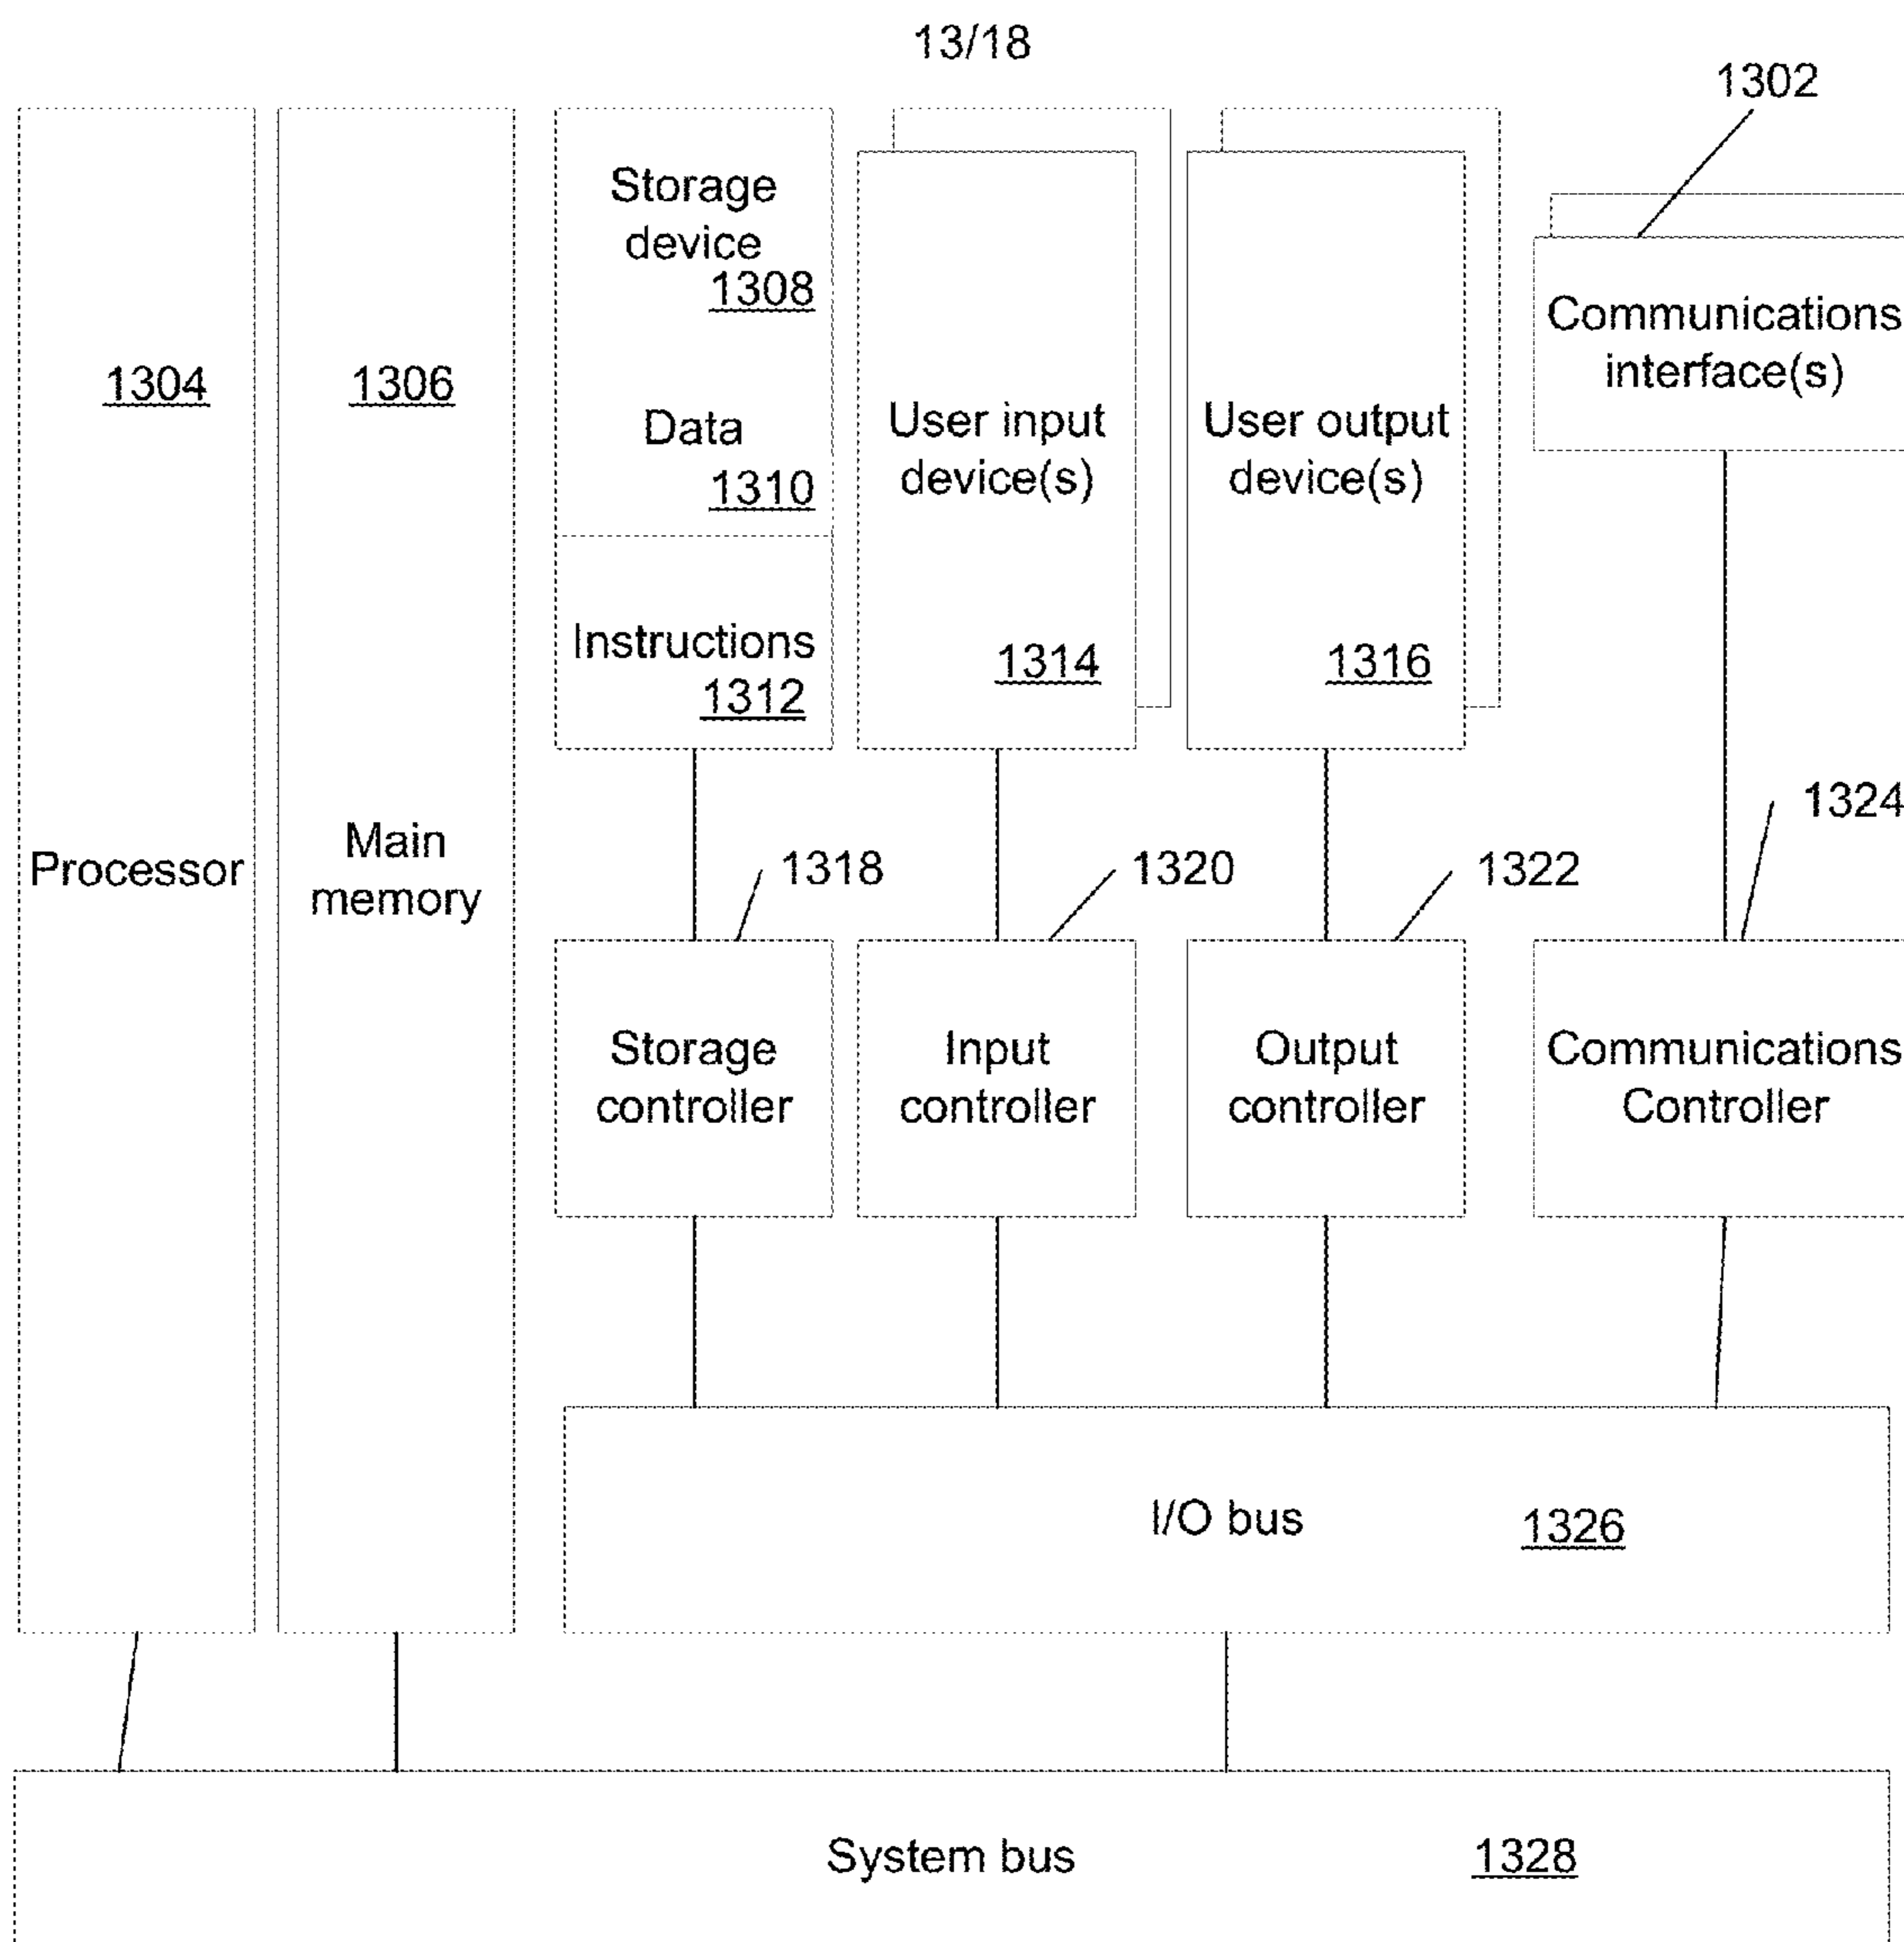 13/18
1302
Storage
device
1308
Communications
interface(s)
1304
1306
Data
1310
User input
device(s)
User output
device(s)
Instructions
1312
1314
1316
1324
Processor
Main
memory
1318
1320
1322
Storage
controller
Input
controller
Output
controller
Communications
Controller
I/O bus
1326
System bus
1328